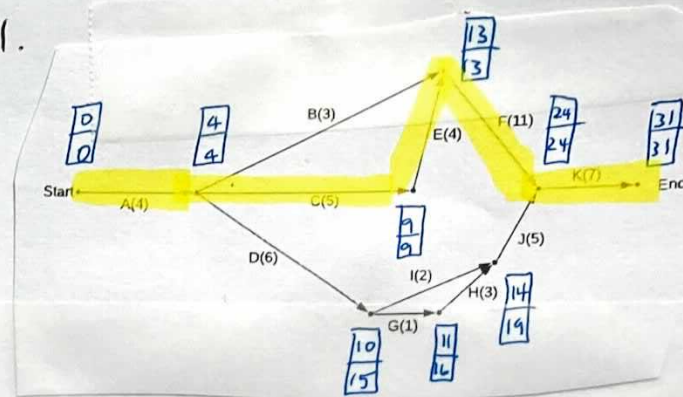 1.
13
13
B(3)
0
0
4
4
E(4)
F(11)
24
24
31
31
Start
A(4)
C(5)
K(7)
End
9
9
D(6)
J(5)
I(2)
H(3)
14
19
G(1)
10
15
11
16